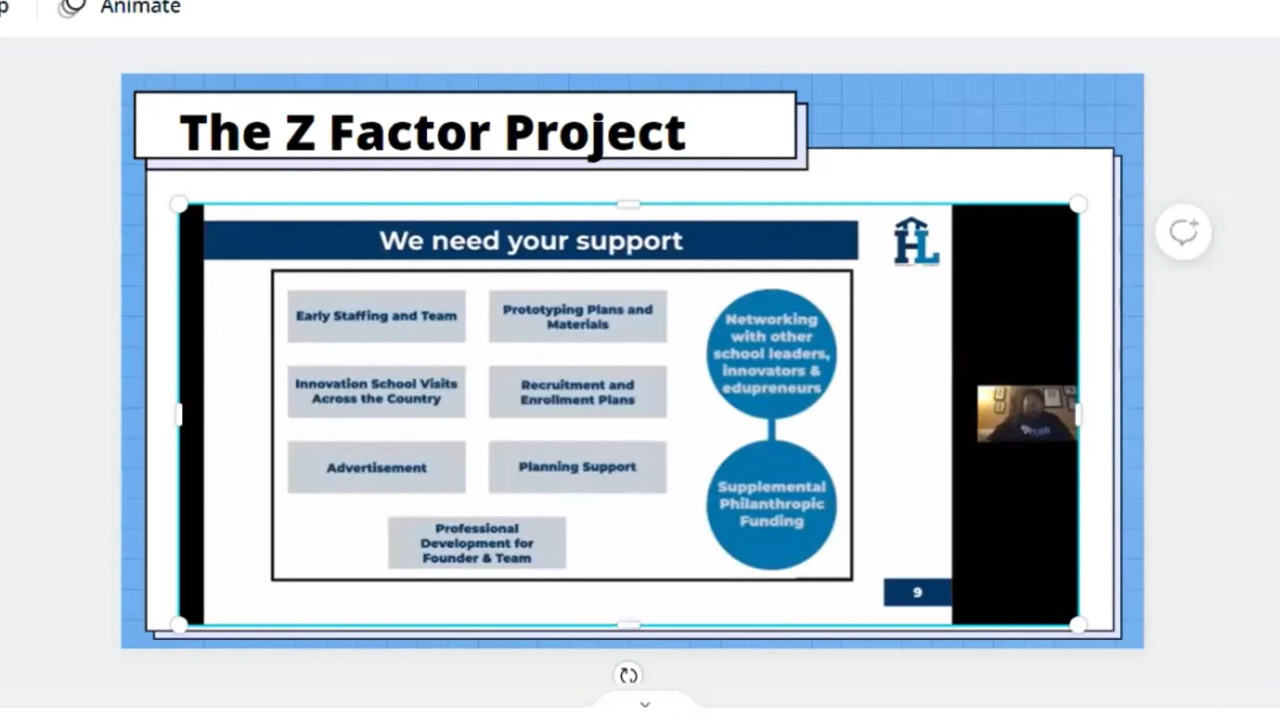 Animate
The Z Factor Project
We need your support
HL
Early Staffing and Team
Prototyping Plans and
Materials
Innovation School Visits
Across the Country
Recruitment and
Enrollment Plans
Advertisement
Planning Support
Professional
Development for
Founder & Team
Networking
with other
school leaders,
innovators &
edupreneurs
Supplemental
Philanthropic
Funding
9